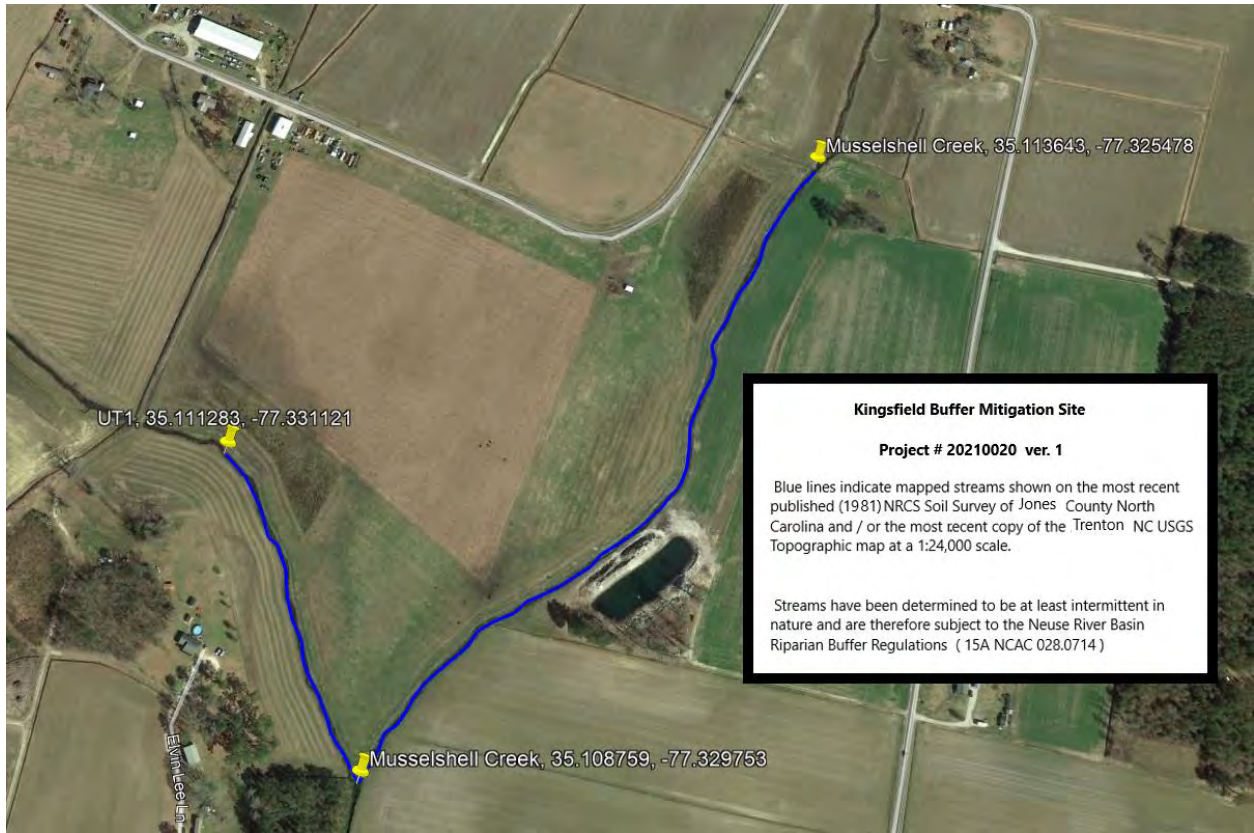 Musselshell Creek, 35.113643, -77.325478
UT1, 35.111283, -77.331121
Kingsfield Buffer Mitigation Site
Project # 20210020 ver. 1
Blue lines indicate mapped streams shown on the most recent
published (1981) NRCS Soil Survey of Jones County North
Carolina and / or the most recent copy of the Trenton NC USGS
Topographic map at a 1:24,000 scale.
Streams have been determined to be at least intermittent in
nature and are therefore subject to the Neuse River Basin
Riparian Buffer Regulations ( 15A NCAC 028.0714 )
Musselshell Creek, 35.108759, -77.329753
Elvin Lee Ln